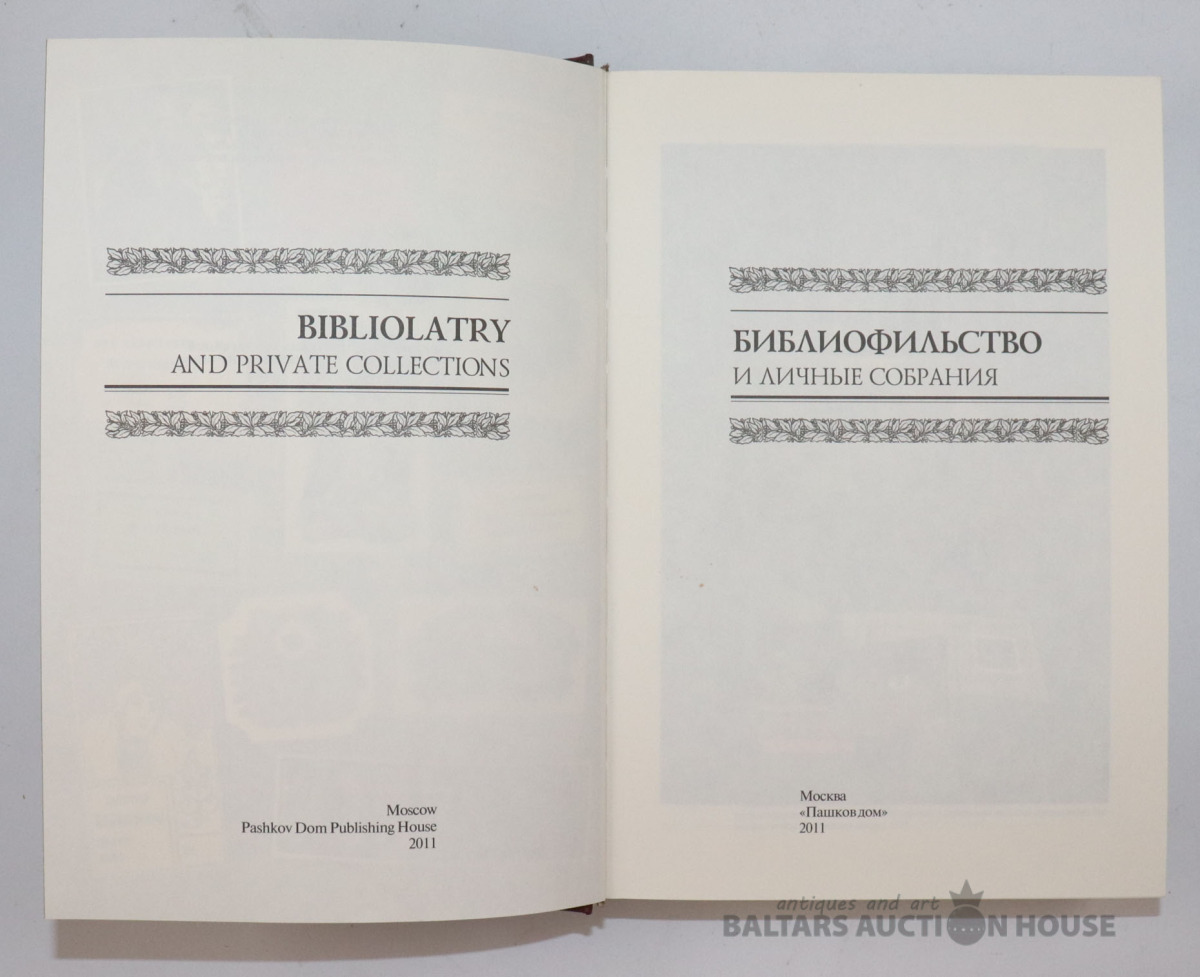 BIBLIOLATRY
AND PRIVATE COLLECTIONS
Moscow
Pashkov Dom Publishing House
2011
БИБЛИОФИЛЬСТВО
И ЛИЧНЫЕ СОБРАНИЯ
Москва
«Пашков дом»
2011
antiques and art
BALTARS AUCTION HOUSE